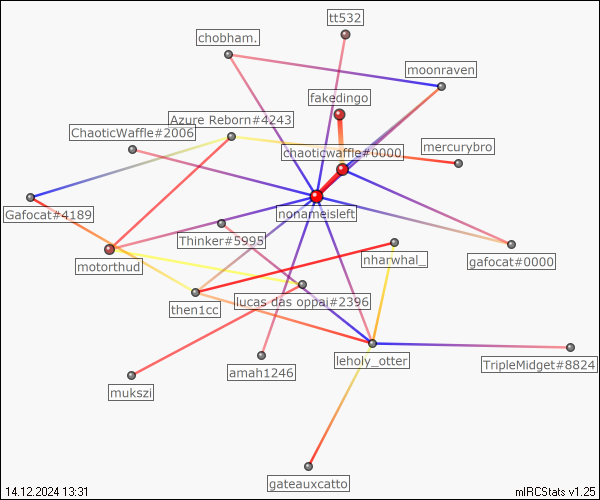 tt532
chobham.
moonraven
fakedingo
Azure Reborn#4243
ChaoticWaffle#2006
mercurybro
chaoticwaffle#0000
Gafocat#4189
nonameisleft
Thinker#5995
nharwhal_
gafocat#0000
motorthud
lucas das oppai#2396
then1cc
leholy_otter
TripleMidget#8824
amah1246
mukszi
gateauxcatto
14.12.2024 13:31
mIRCStats v1.25